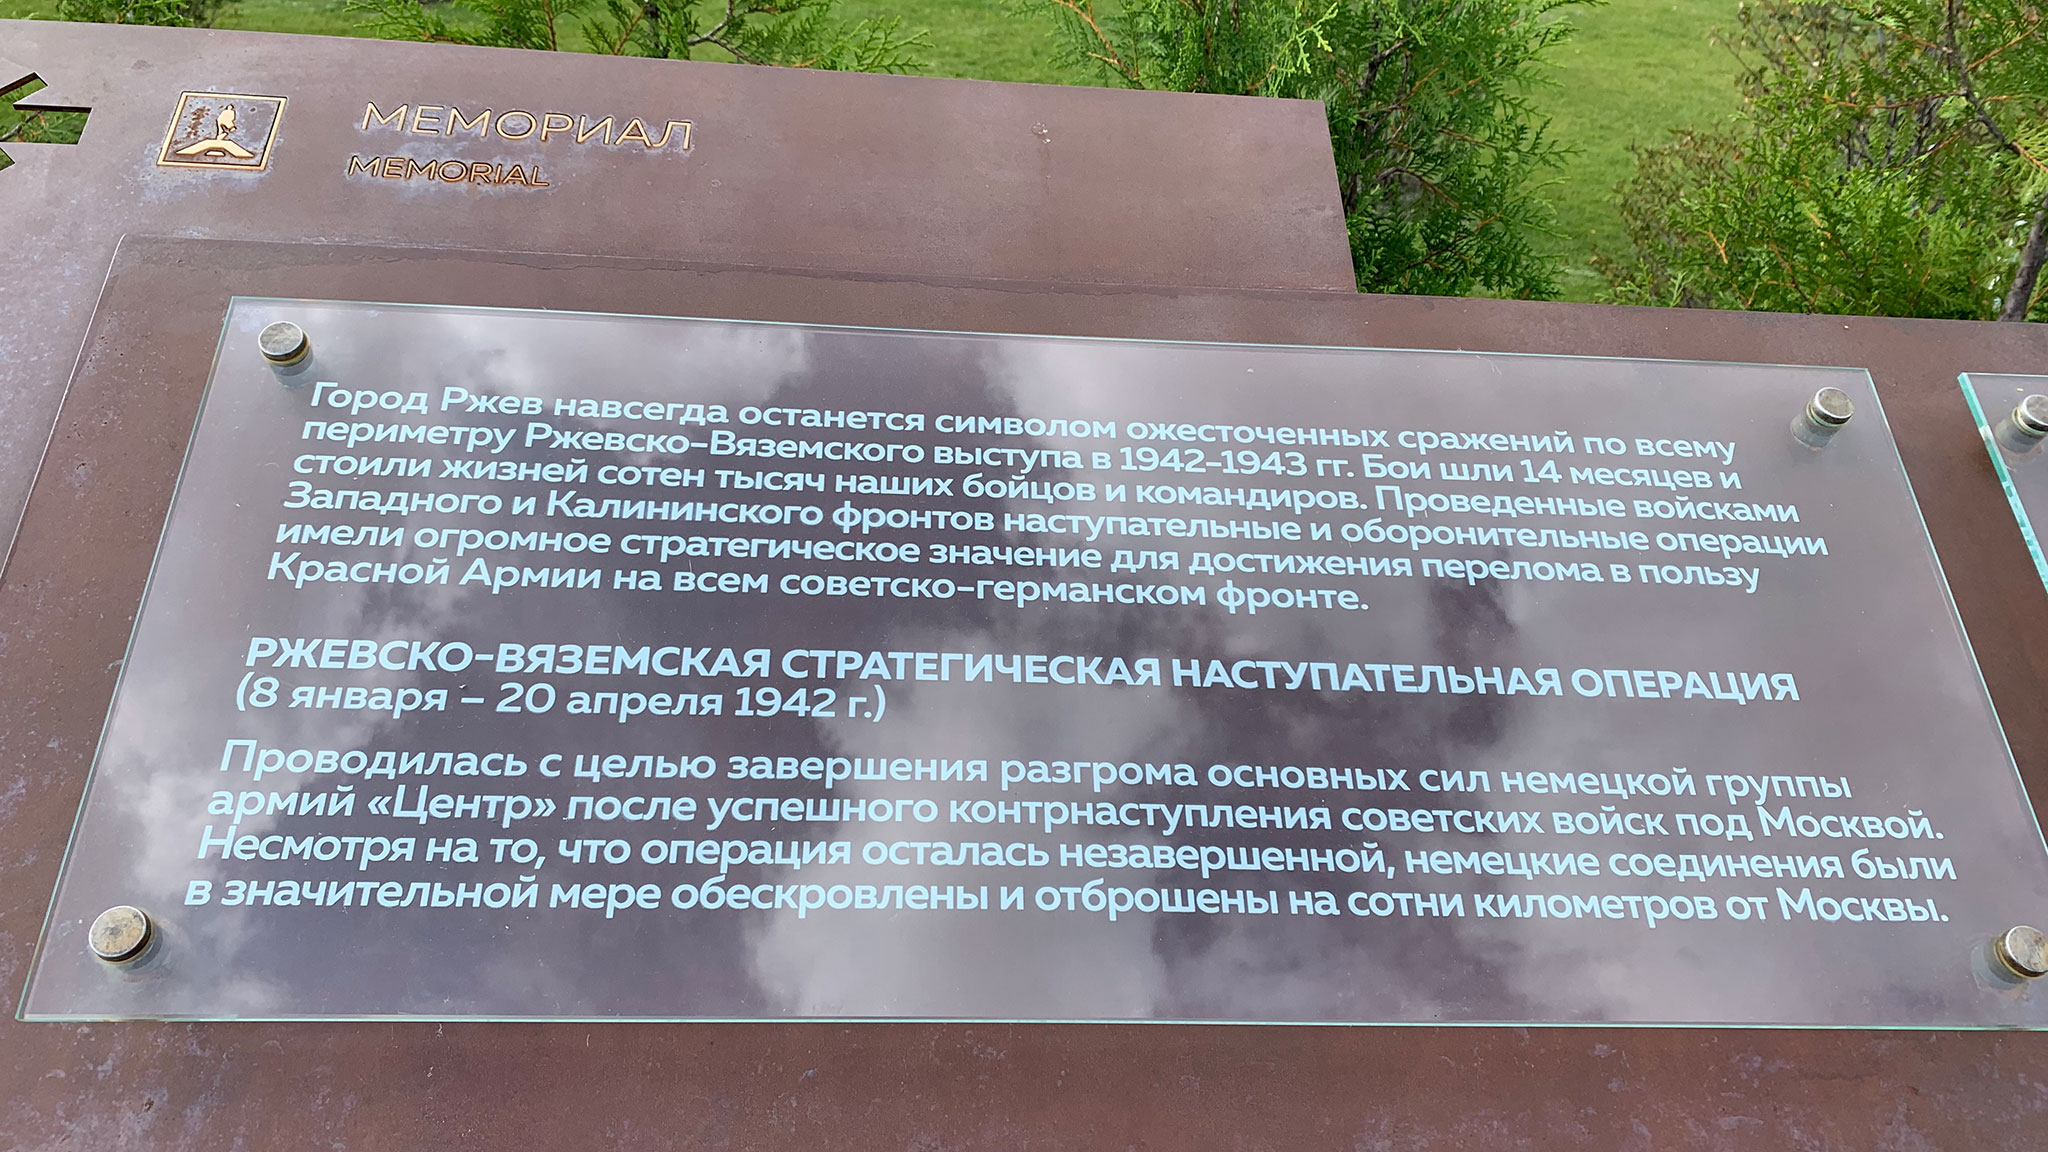 МЕМОРИАЛ
MEMORIAL
Город Ржев навсегда останется символом ожесточенных сражений по всему
периметру Ржевско-Вяземского выступа в 1942-1943 гг. Бои шли 14 месяцев и
стоили жизней сотен тысяч наших бойцов и командиров. Проведенные войсками
Западного и Калининского фронтов наступательные и оборонительные операции
имели огромное стратегическое значение для достижения перелома в пользу
Красной Армии на всем советско-германском фронте.
РЖЕВСКО-ВЯЗЕМСКАЯ СТРАТЕГИЧЕСКАЯ НАСТУПАТЕЛЬНАЯ ОПЕРАЦИЯ
(8 января – 20 апреля 1942 г.)
Проводилась с целью завершения разгрома основных сил немецкой группы
армий «Центр» после успешного контрнаступления советских войск под Москвой.
Несмотря на то, что операция осталась незавершенной, немецкие соединения были
в значительной мере обескровлены и отброшены на сотни километров от Москвы.